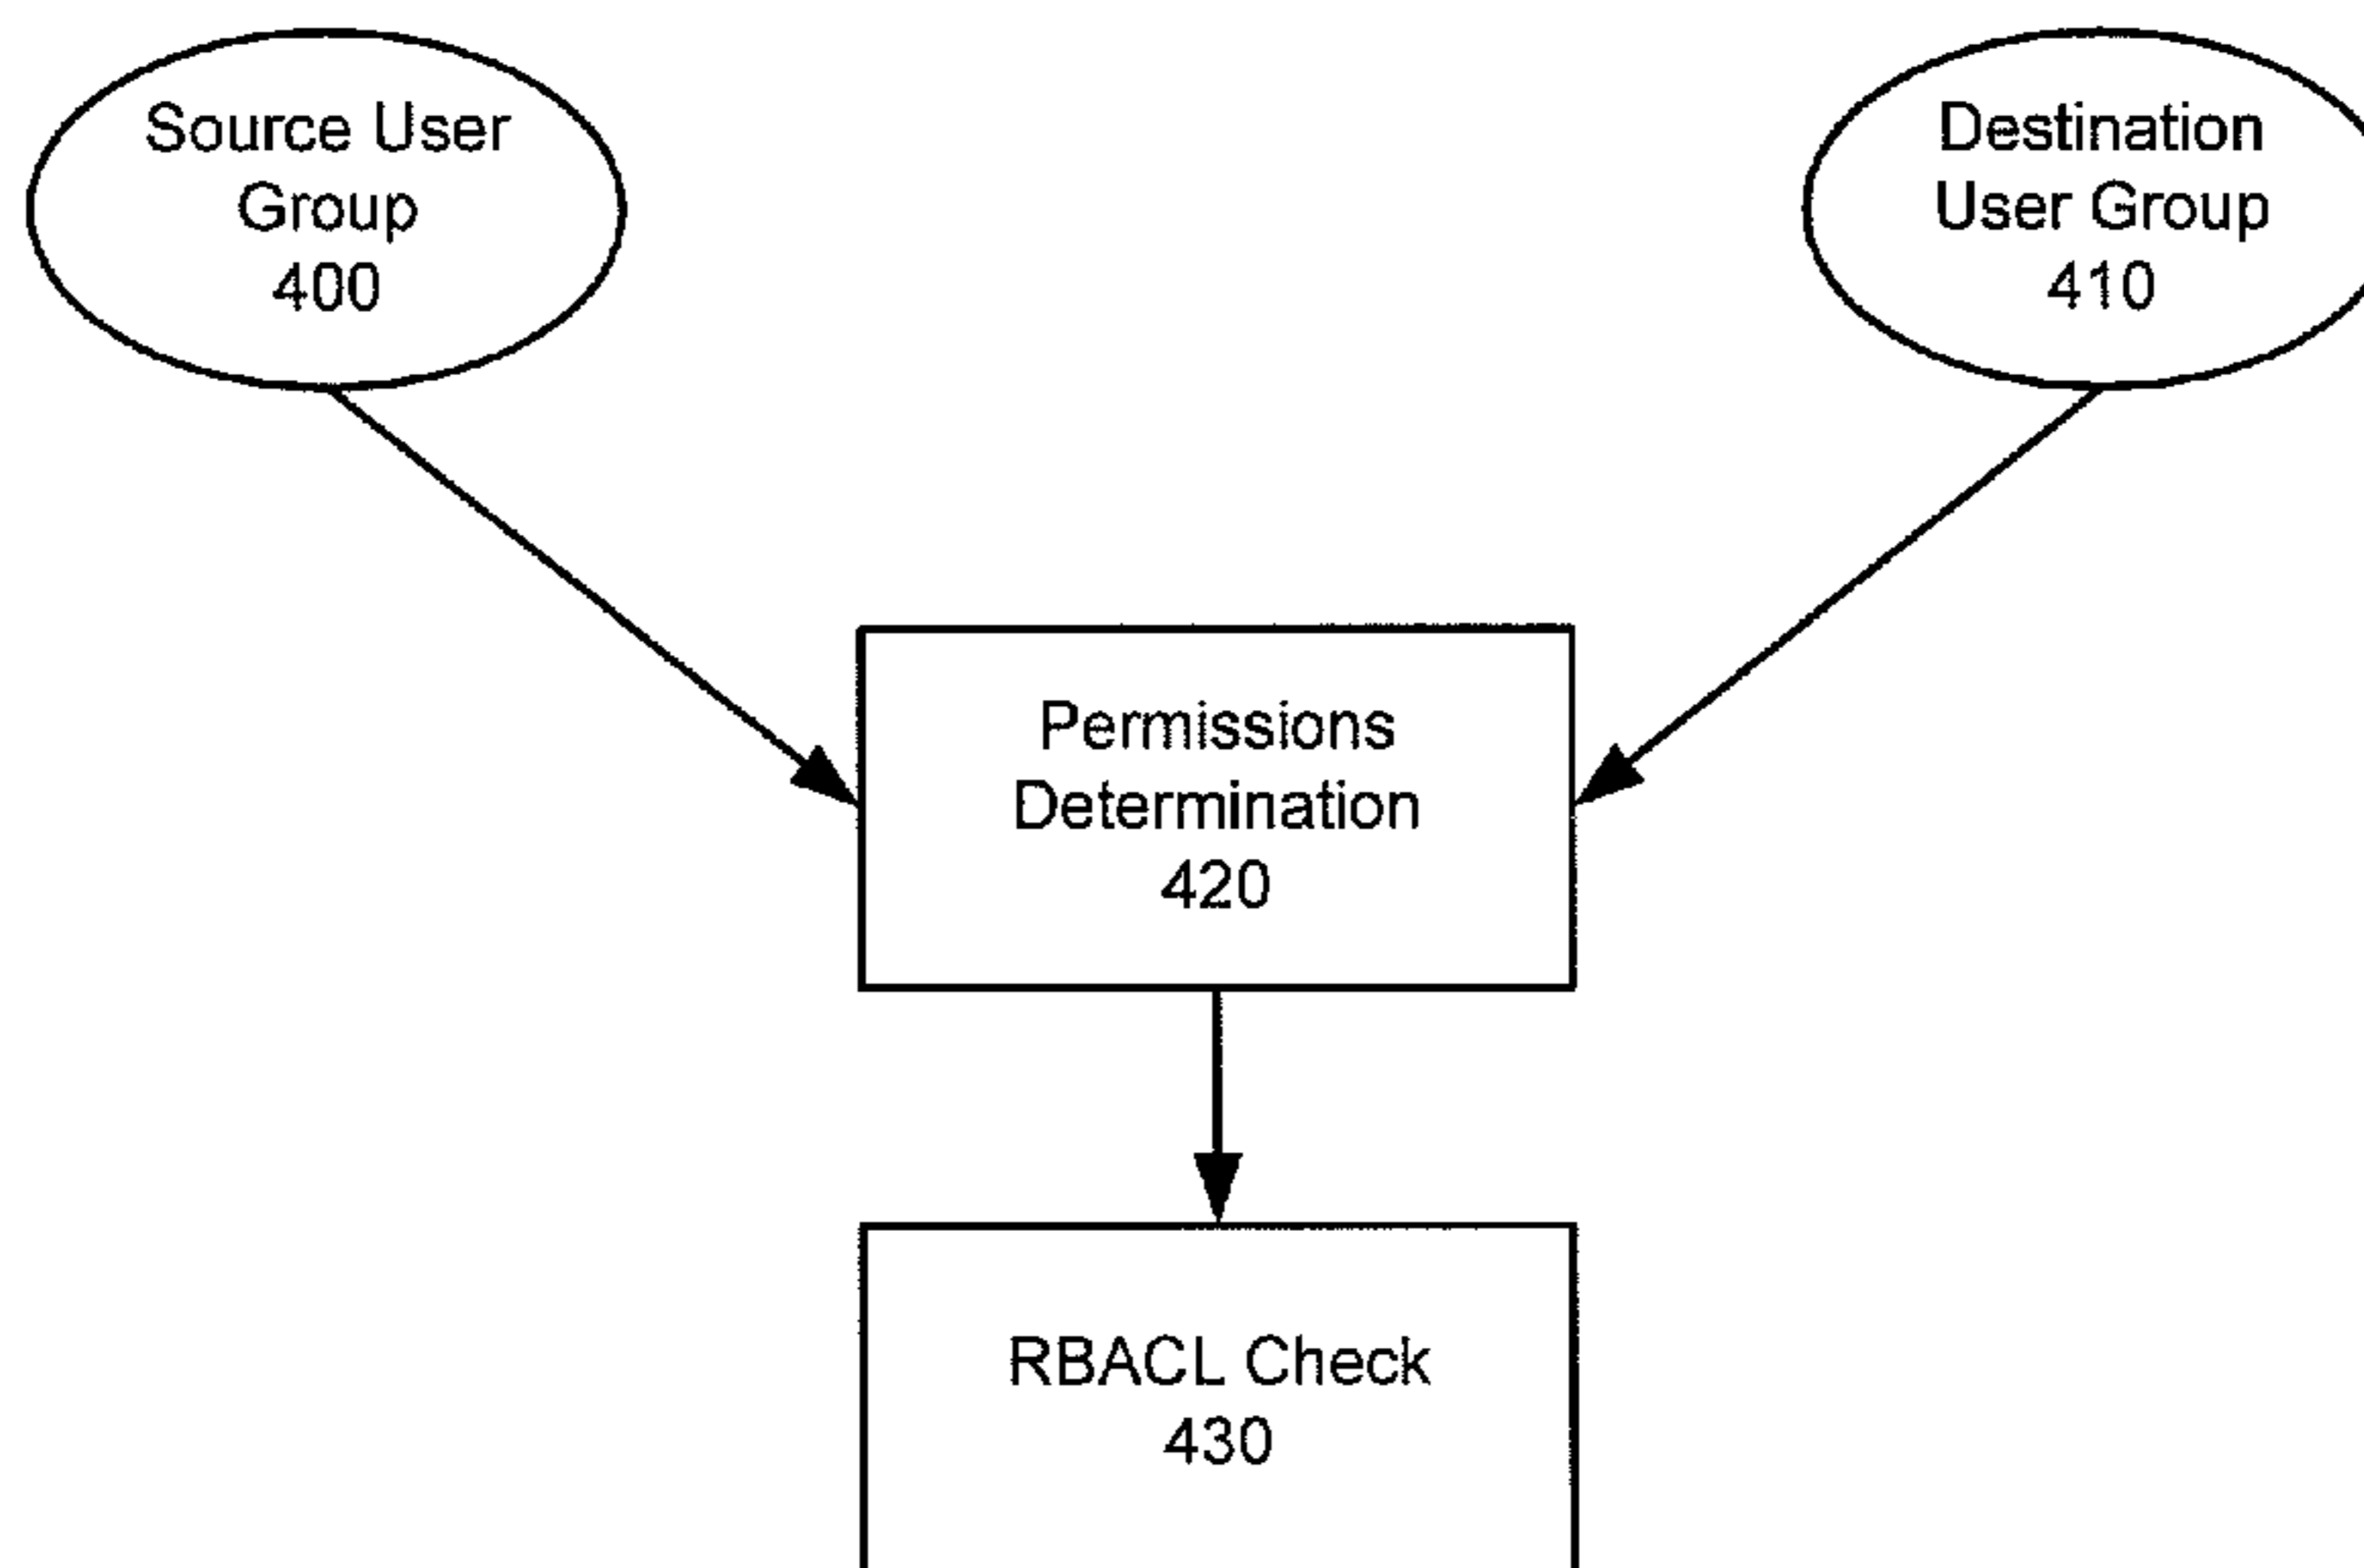 Source User
Group
400
Destination
User Group
410
Permissions
Determination
420
RBACL Check
430